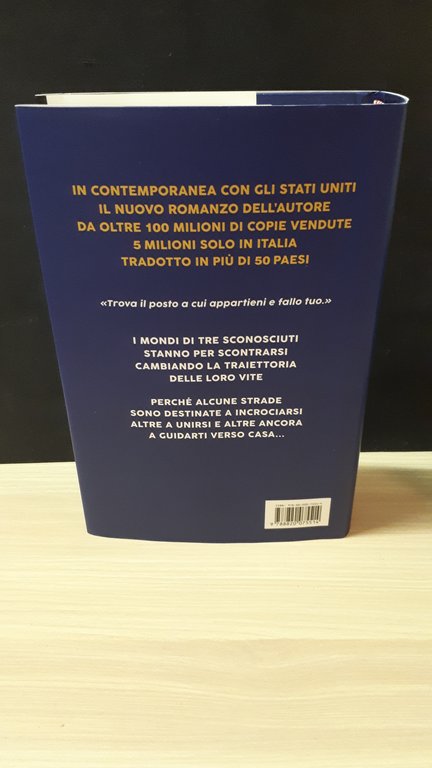 IN CONTEMPORANEA CON GLI STATI UNITI
IL NUOVO ROMANZO DELL'AUTORE
DA OLTRE 100 MILIONI DI COPIE VENDUTE
5 MILIONI SOLO IN ITALIA
TRADOTTO IN PIÙ DI 50 PAESI
«Trova il posto a cui appartieni e fallo tuo.»
I MONDI DI TRE SCONOSCIUTI
STANNO PER SCONTRARSI
CAMBIANDO LA TRAIETTORIA
DELLE LORO VITE
PERCHÉ ALCUNE STRADE
SONO DESTINATE A INCROCIARSI
ALTRE A UNIRSI E ALTRE ANCORA
A GUIDARTI VERSO CASA...
9 788820 075514